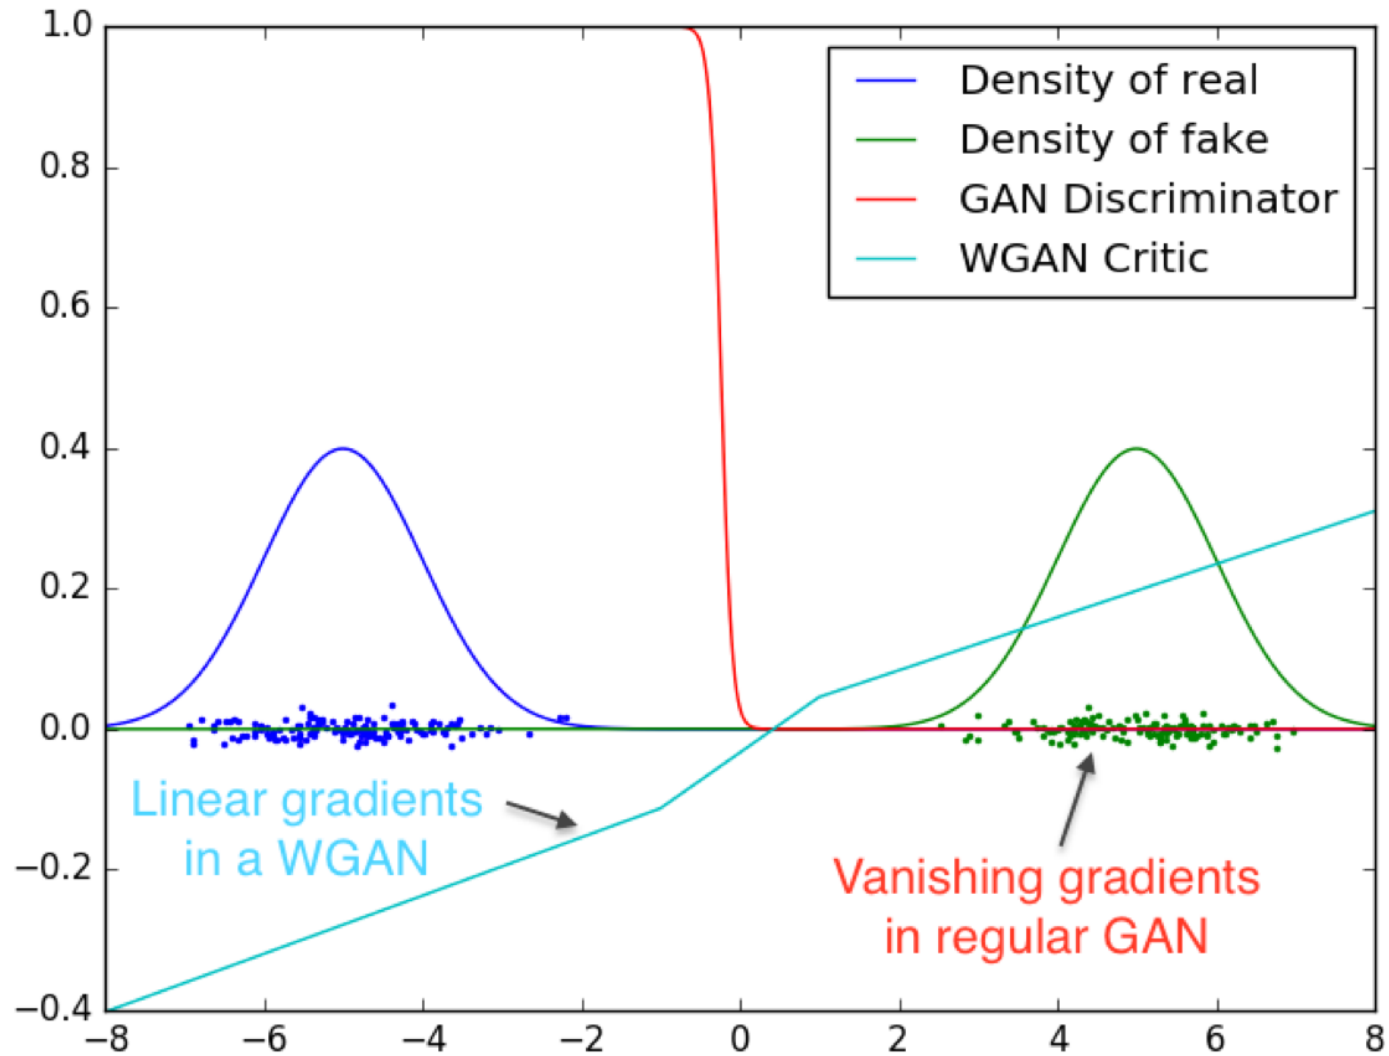 1.0
0.8
0.6
0.4
0.2
0.0
−0.2
−0.4
−8 −6 −4 −2 0 2 4 6 8
Density of real
Density of fake
GAN Discriminator
WGAN Critic
Linear gradients
in a WGAN
Vanishing gradients
in regular GAN